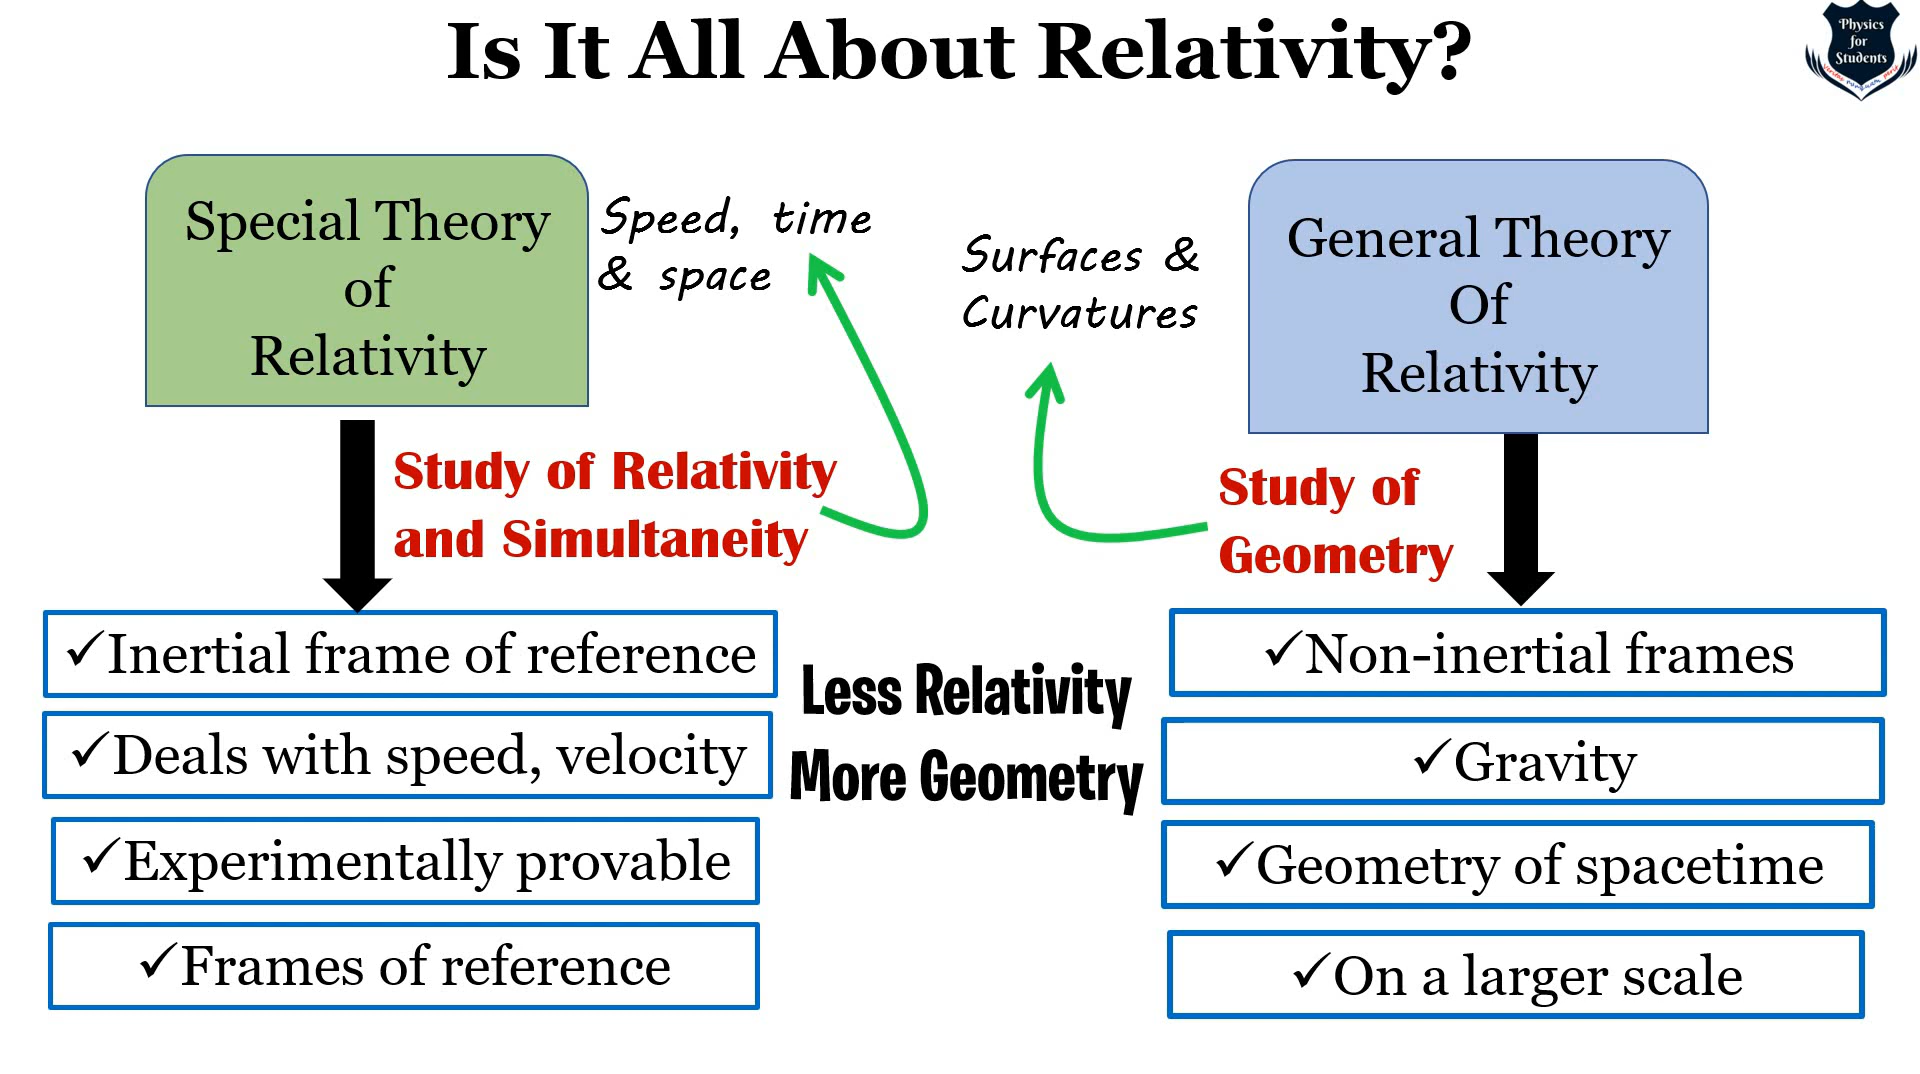 Is It All About Relativity?
Physics
for
Students
Special Theory
of
Relativity
Speed, time
& space
Surfaces &
Curvatures
General Theory
Of
Relativity
Study of Relativity
and Simultaneity
Study of
Geometry
✓Inertial frame of reference
✓Deals with speed, velocity
✓Experimentally provable
✓Frames of reference
Less Relativity
More Geometry
✓Non-inertial frames
✓Gravity
✓Geometry of spacetime
✓On a larger scale